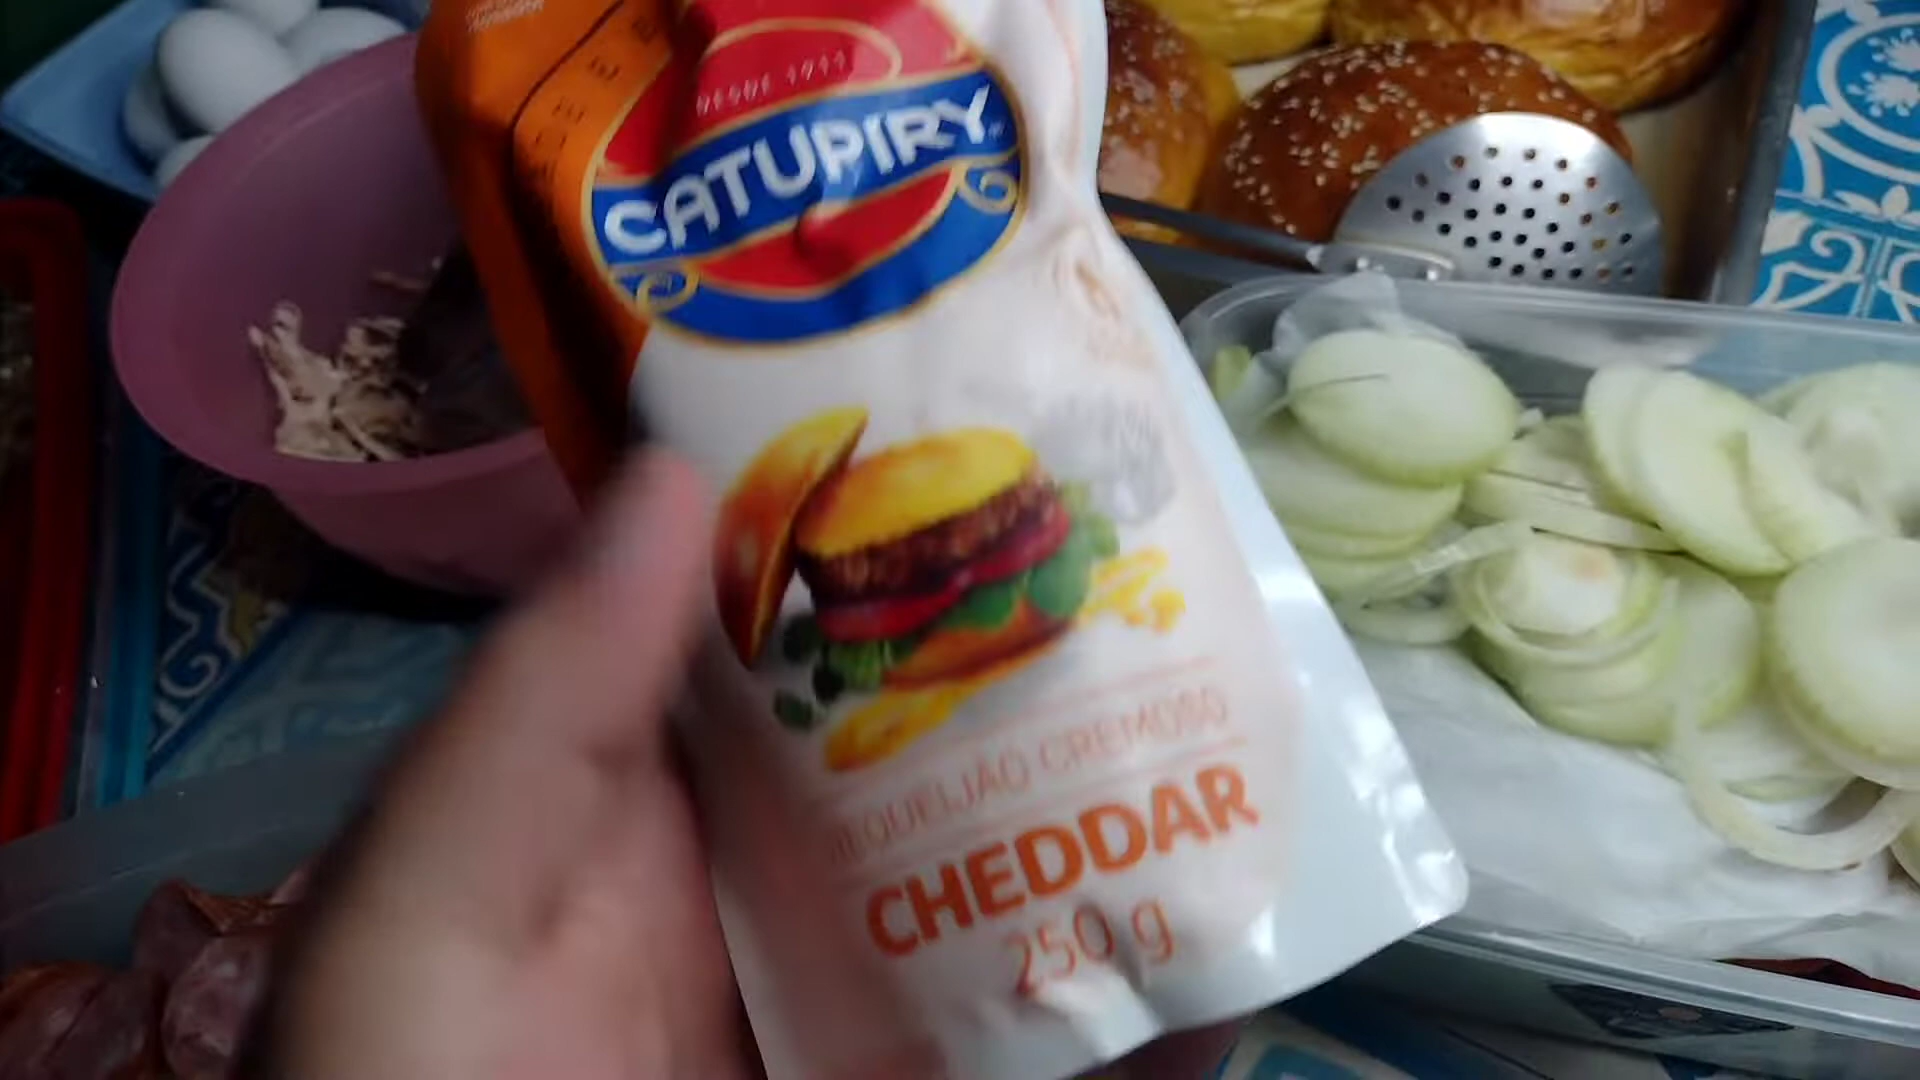 DESDE 1911
CATUPIRY
REQUEIJÃO CREMOSO
CHEDDAR
250 g